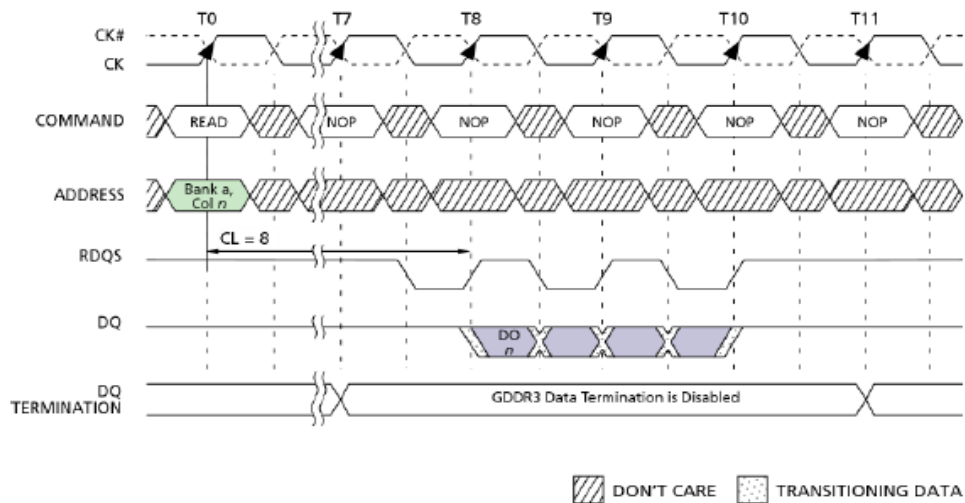 T0 T7 T8 T9 T10 T11
CK#
CK
COMMAND READ NOP NOP NOP NOP NOP
ADDRESS Bank a,
Col n
CL = 8
RDQS
DQ DO
n
DQ
TERMINATION GDDR3 Data Termination is Disabled
DON'T CARE TRANSITIONING DATA